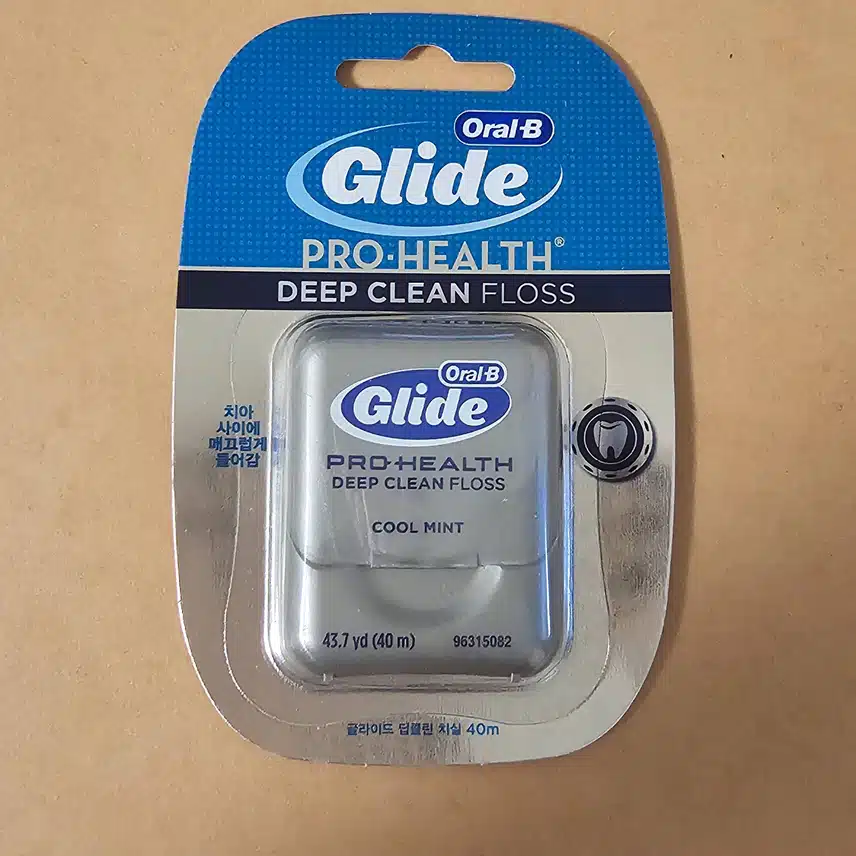 Oral-B
Glide
PRO-HEALTH®
DEEP CLEAN FLOSS
치아
사이에
매끄럽게
들어감
Oral-B
Glide
PRO-HEALTH
DEEP CLEAN FLOSS
COOL MINT
43.7 yd (40 m)
96315082
글라이드 딥클린 치실 40m